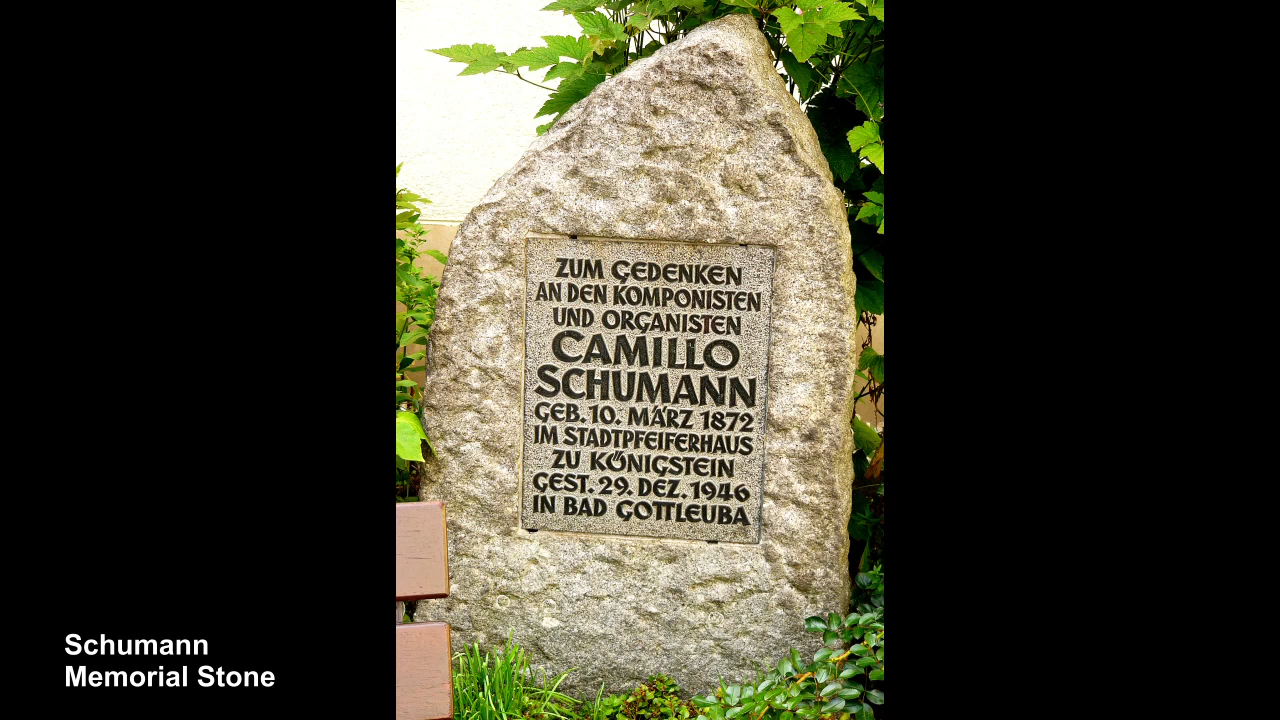 ZUM GEDENKEN
AN DEN KOMPONISTEN
UND ORGANISTEN
CAMILLO
SCHUMANN
GEB. 10. MÄRZ 1872
IM STADTPFEIFERHAUS
ZU KÖNIGSTEIN
GEST. 29. DEZ. 1946
IN BAD GOTTLEUBA
Schumann
Memorial Stone